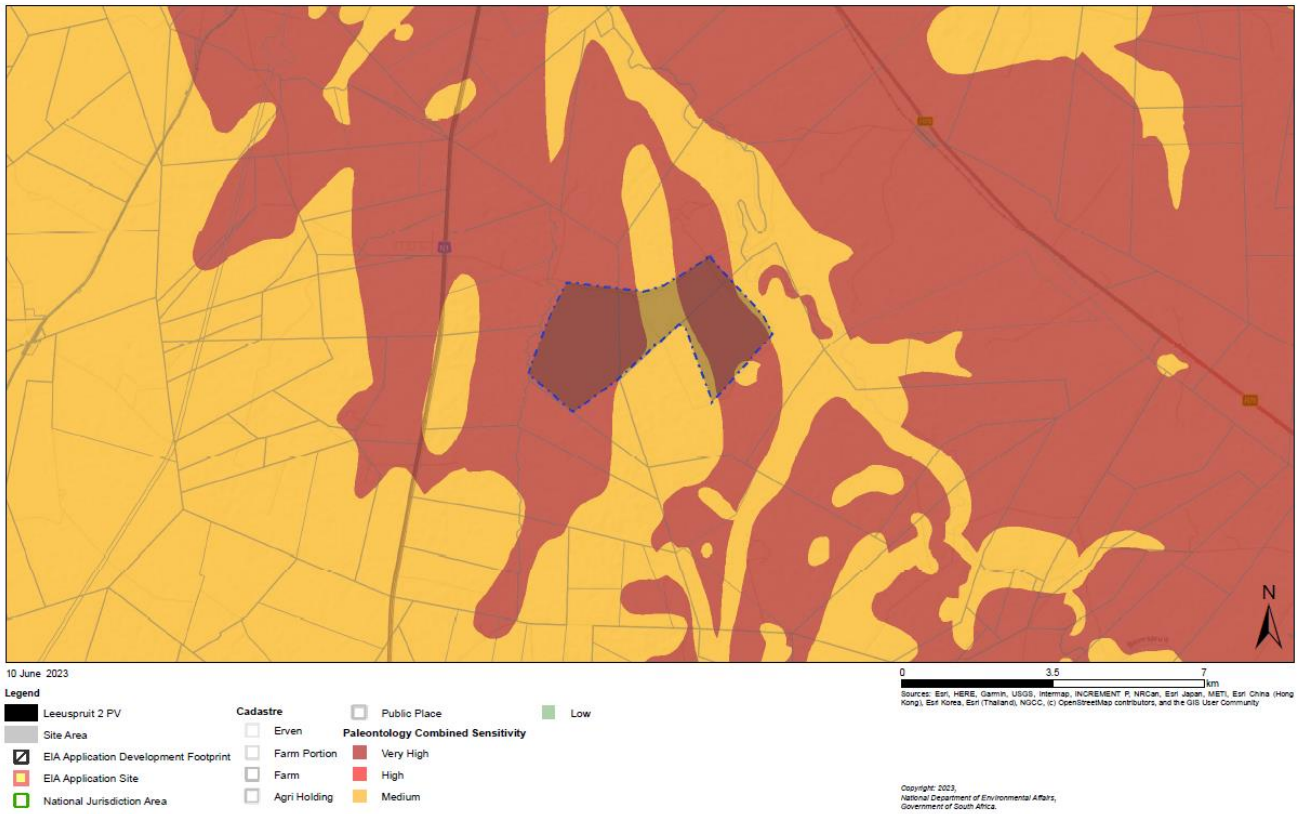 N1
N
10 June 2023
0 3.5 7
km
Legend
Leeuspruit 2 PV
Site Area
EIA Application Development Footprint
EIA Application Site
National Jurisdiction Area
Cadastre
Erven
Farm Portion
Farm
Agri Holding
Public Place
Paleontology Combined Sensitivity
Very High
High
Medium
Low
Sources: Esri, HERE, Garmin, USGS, Intermap, INCREMENT P, NRCan, Esri Japan, METI, Esri China (Hong
Kong), Esri Korea, Esri (Thailand), NGCC, (c) OpenStreetMap contributors, and the GIS User Community
Copyright: 2023,
National Department of Environmental Affairs,
Government of South Africa.